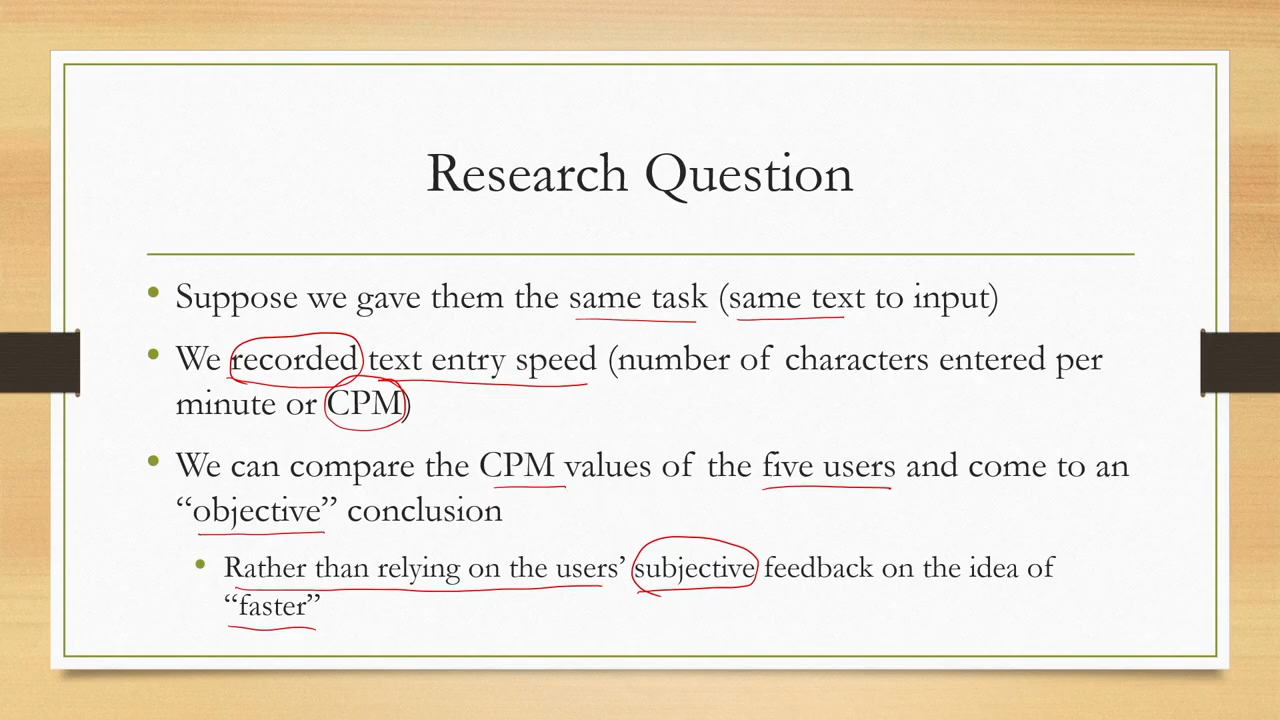 Research Question
• Suppose we gave them the same task (same text to input)
• We recorded text entry speed (number of characters entered per
minute or CPM)
• We can compare the CPM values of the five users and come to an
“objective” conclusion
• Rather than relying on the users’ subjective feedback on the idea of
“faster”